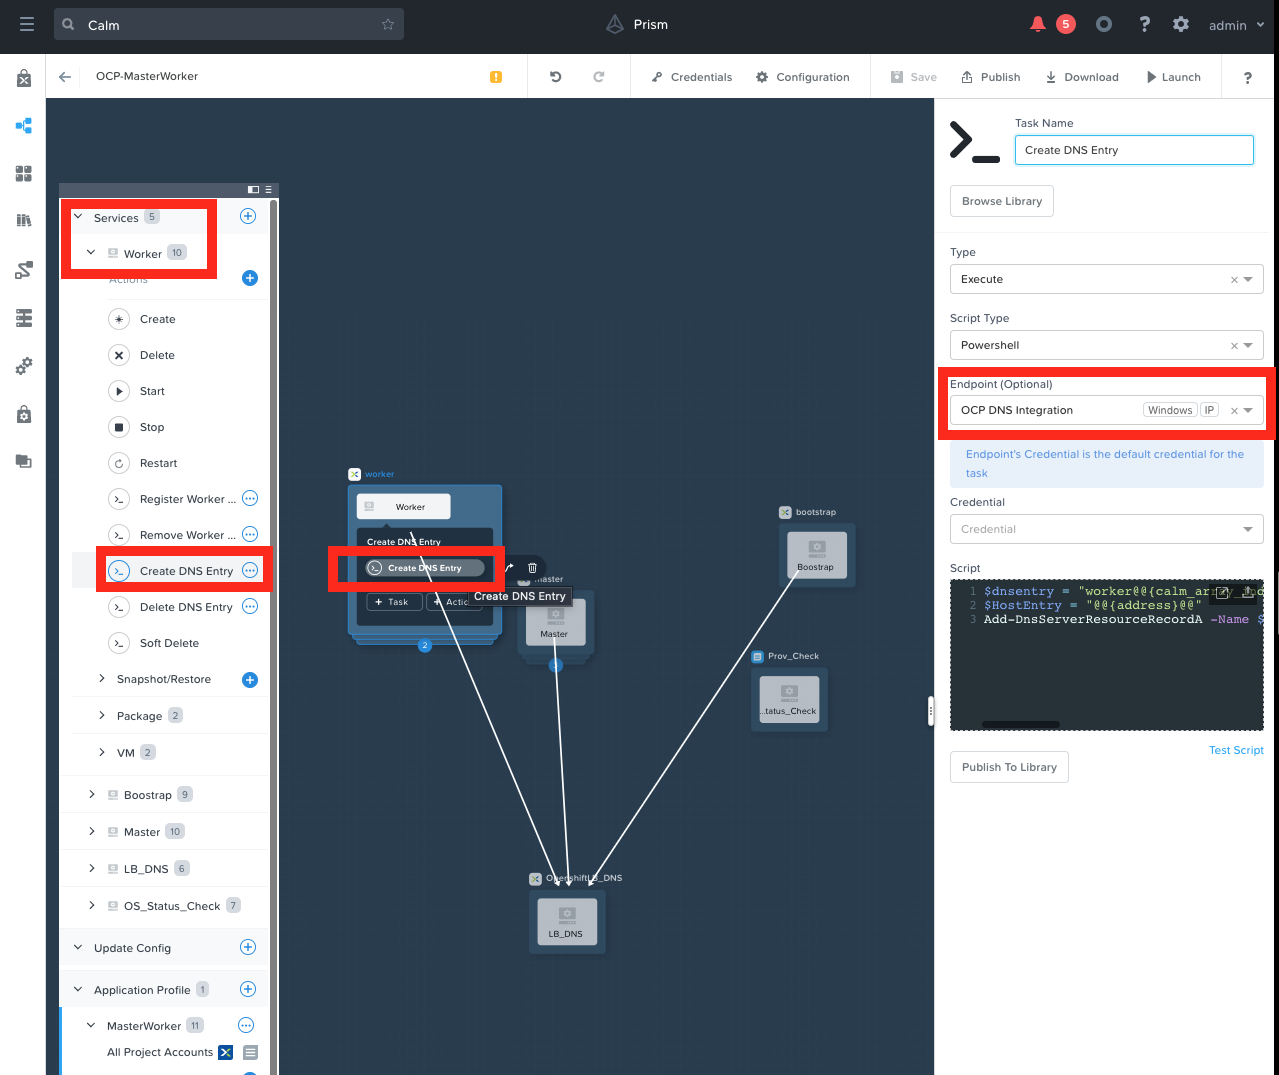 Calm
Prism
5
?
admin
OCP-MasterWorker
!
Credentials
Configuration
Save
Publish
Download
Launch
?
Services 5
Worker 10
Actions
Create
Delete
Start
Stop
Restart
Register Worker ...
Remove Worker ...
Create DNS Entry
Delete DNS Entry
Soft Delete
Snapshot/Restore
Package 2
VM 2
Boostrap 9
Master 10
LB_DNS 6
OS_Status_Check 7
Update Config
Application Profile 1
MasterWorker 11
All Project Accounts
worker
Worker
Create DNS Entry
Create DNS Entry
+ Task
+ Actic
Create DNS Entry
2
master
Master
bootstrap
Boostrap
Prov_Check
...tatus_Check
OpenshiftLB_DNS
LB_DNS
Task Name
Create DNS Entry
Browse Library
Type
Execute
Script Type
Powershell
Endpoint (Optional)
OCP DNS Integration Windows IP
Endpoint's Credential is the default credential for the
task
Credential
Credential
Script
1 $dnsentry = "worker@@{calm_array_ind
2 $HostEntry = "@@{address}@@"
3 Add-DnsServerResourceRecordA -Name $
Test Script
Publish To Library